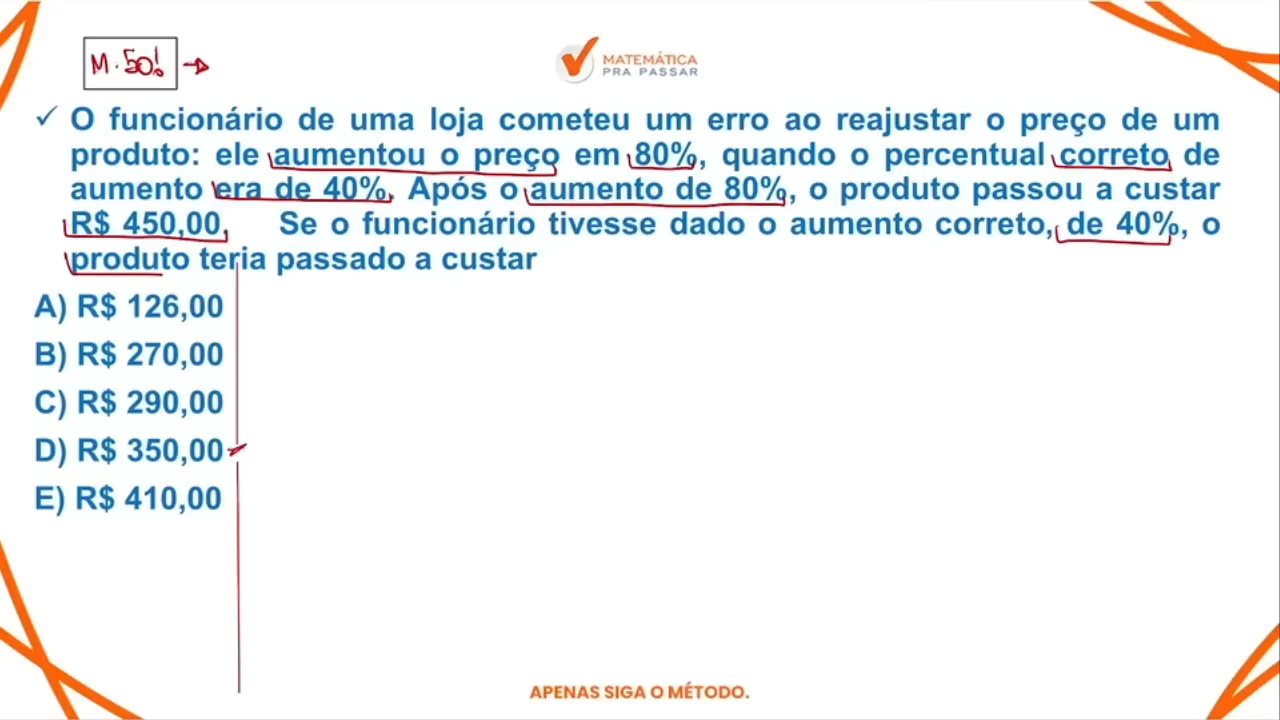 M.50!
MATEMÁTICA
PRA PASSAR
O funcionário de uma loja cometeu um erro ao reajustar o preço de um
produto: ele aumentou o preço em 80%, quando o percentual correto de
aumento era de 40%. Após o aumento de 80%, o produto passou a custar
R$ 450,00. Se o funcionário tivesse dado o aumento correto, de 40%, o
produto teria passado a custar
A) R$ 126,00
B) R$ 270,00
C) R$ 290,00
D) R$ 350,00
E) R$ 410,00
APENAS SIGA O MÉTODO.